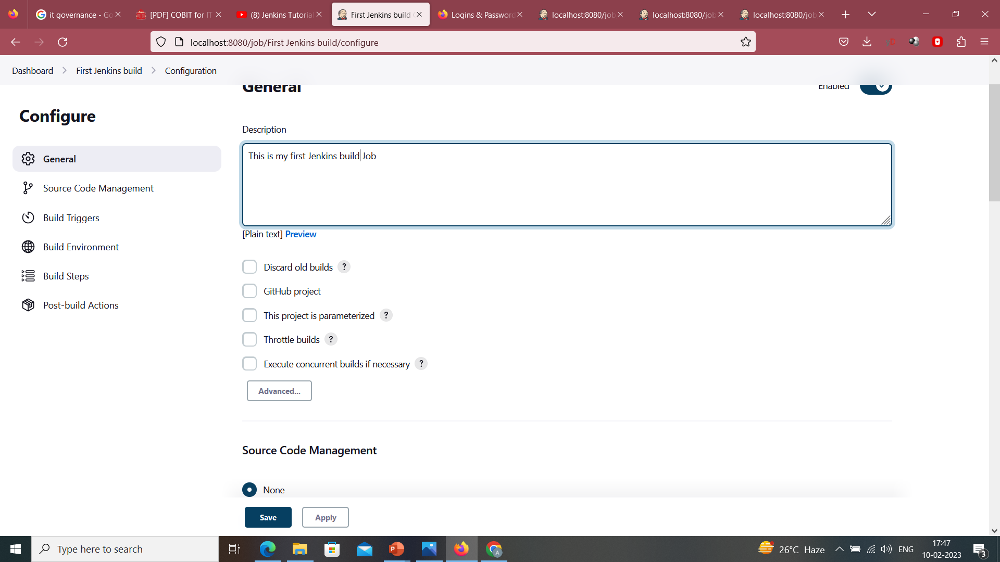 it governance - Go
[PDF] COBIT for IT
(8) Jenkins Tutorial
First Jenkins build
Logins & Passwords
localhost:8080/job
localhost:8080/job
localhost:8080/job
localhost:8080/job/First Jenkins build/configure
Dashboard
First Jenkins build
Configuration
General
Enabled
Configure
General
Source Code Management
Build Triggers
Build Environment
Build Steps
Post-build Actions
Description
This is my first Jenkins build Job
[Plain text] Preview
Discard old builds ?
GitHub project
This project is parameterized ?
Throttle builds ?
Execute concurrent builds if necessary ?
Advanced...
Source Code Management
None
Save
Apply
Type here to search
26°C Haze
ENG
17:47
10-02-2023
3